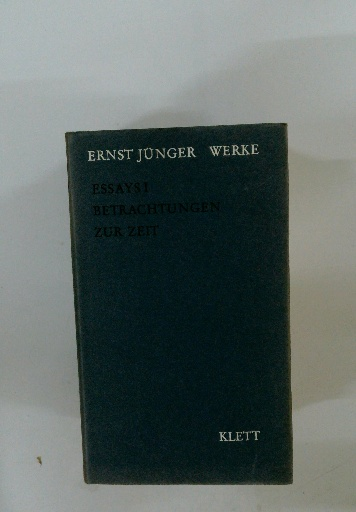 ERNST JÜNGER WERKE
ESSAYS I
BETRACHTUNGEN
ZUR ZEIT
KLETT